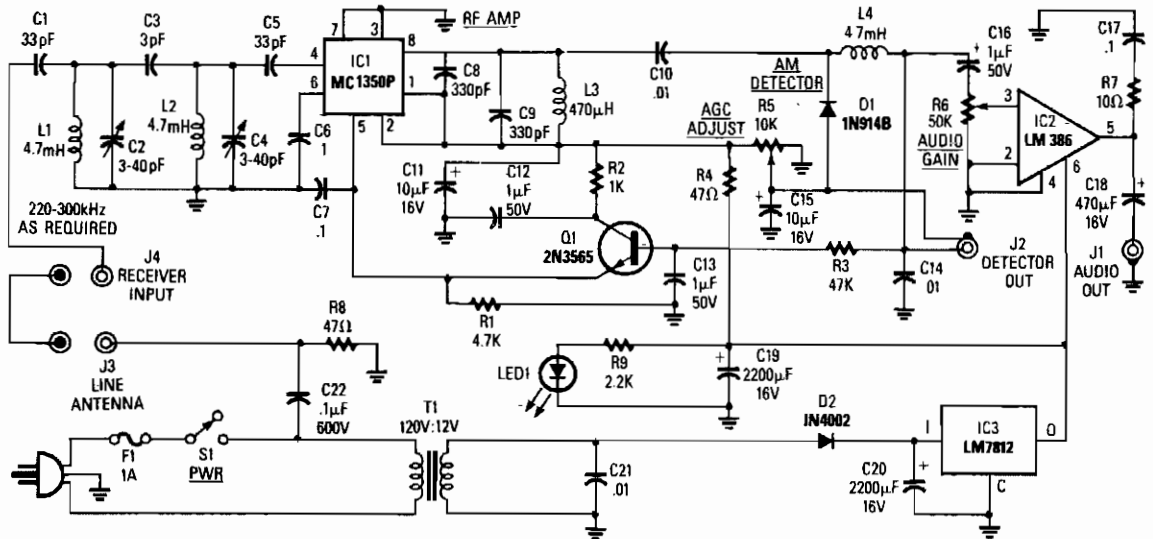 C1
33pF
C3
3pF
C5
33pF
7
3
RF AMP
4
IC1
MC1350P
8
6
1
5
2
C8
330pF
C9
330pF
L3
470µH
C10
.01
AM
DETECTOR
L4
4.7mH
D1
1N914B
C16
1µF
50V
+
C17
.1
R7
10Ω
R6
50K
AUDIO
GAIN
3
IC2
LM 386
5
2
4
6
L1
4.7mH
C2
3-40pF
L2
4.7mH
C4
3-40pF
C6
1
C7
.1
AGC
ADJUST
R5
10K
R4
47Ω
C11
10µF
16V
+
C12
1µF
50V
R2
1K
+
C15
10µF
16V
+
C18
470µF
16V
220-300kHz
AS REQUIRED
J4
RECEIVER
INPUT
Q1
2N3565
C13
1µF
50V
R3
47K
C14
.01
J2
DETECTOR
OUT
J1
AUDIO
OUT
R1
4.7K
J3
LINE
ANTENNA
R8
47Ω
LED1
R9
2.2K
+
C19
2200µF
16V
C22
.1µF
600V
T1
120V:12V
D2
1N4002
I
IC3
LM7812
O
C
F1
1A
S1
PWR
C21
.01
+
C20
2200µF
16V